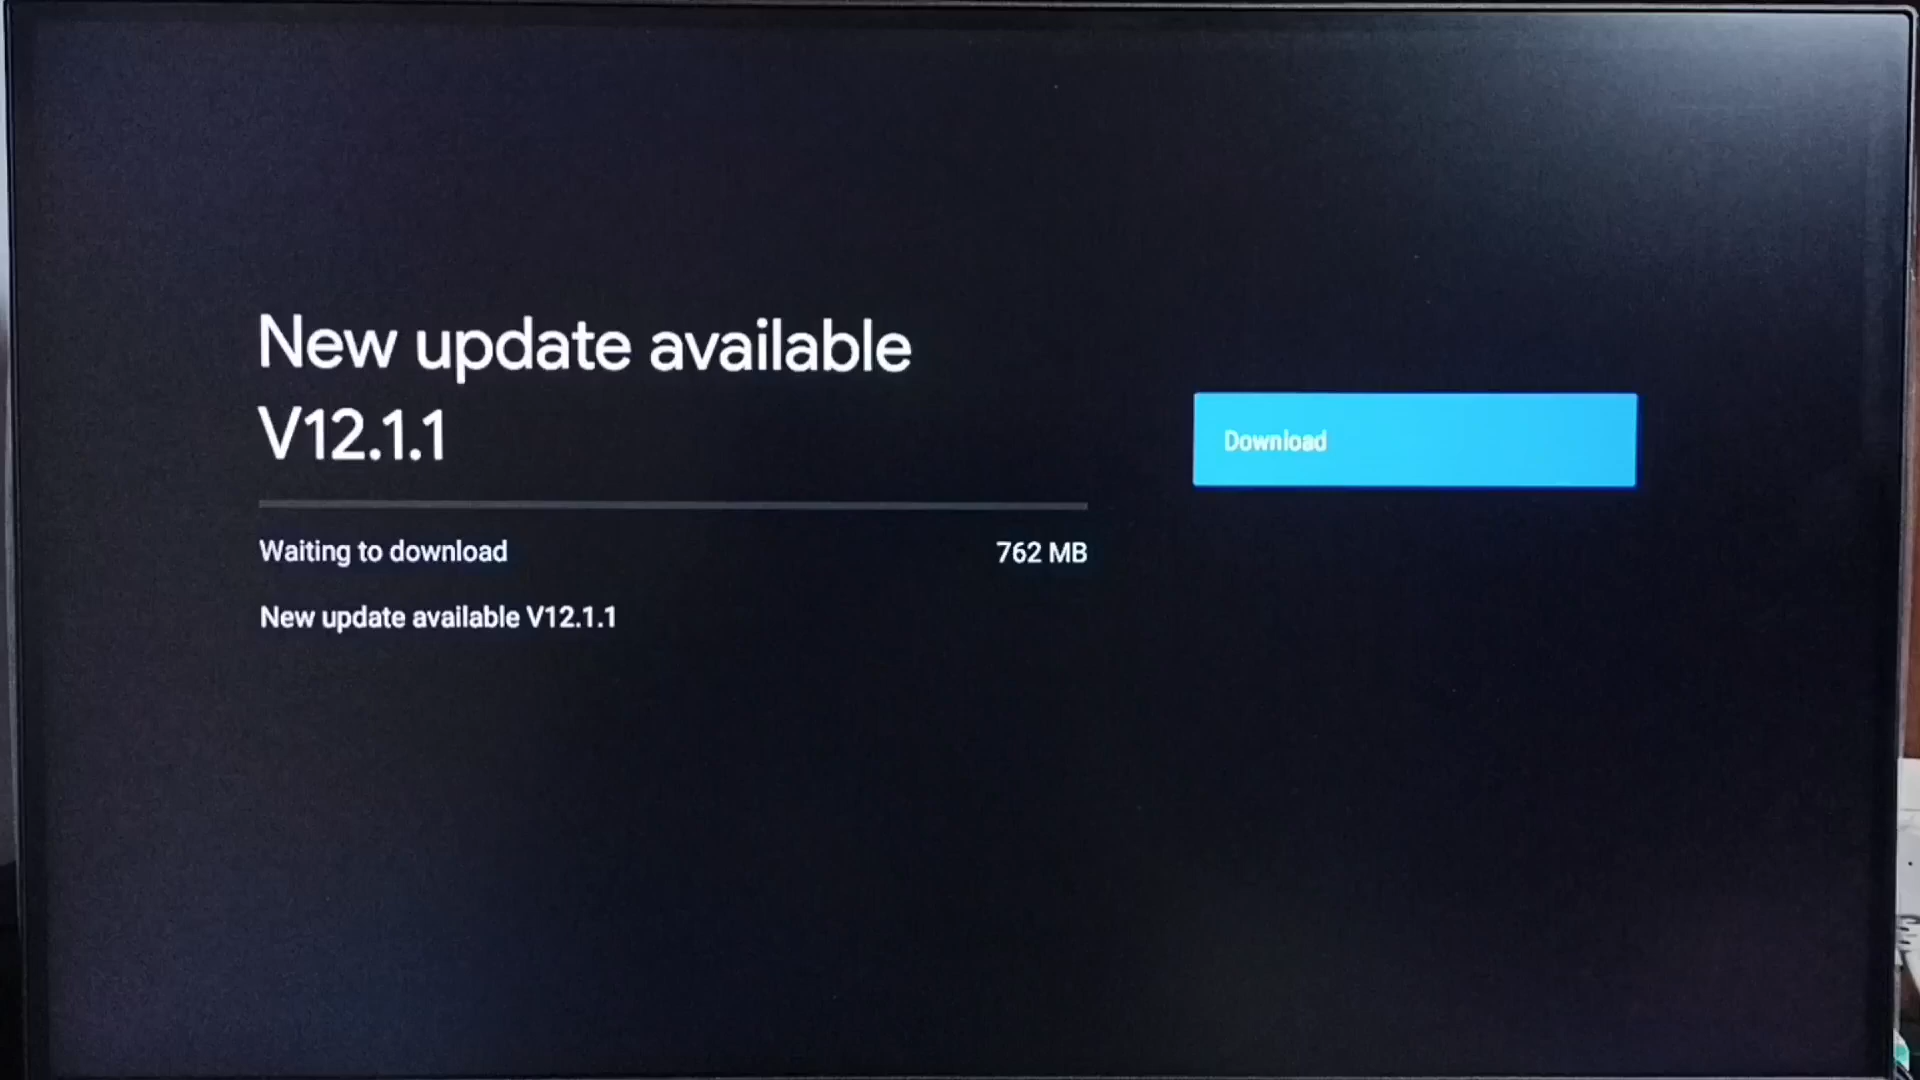 New update available
V12.1.1
Download
Waiting to download 762 MB
New update available V12.1.1